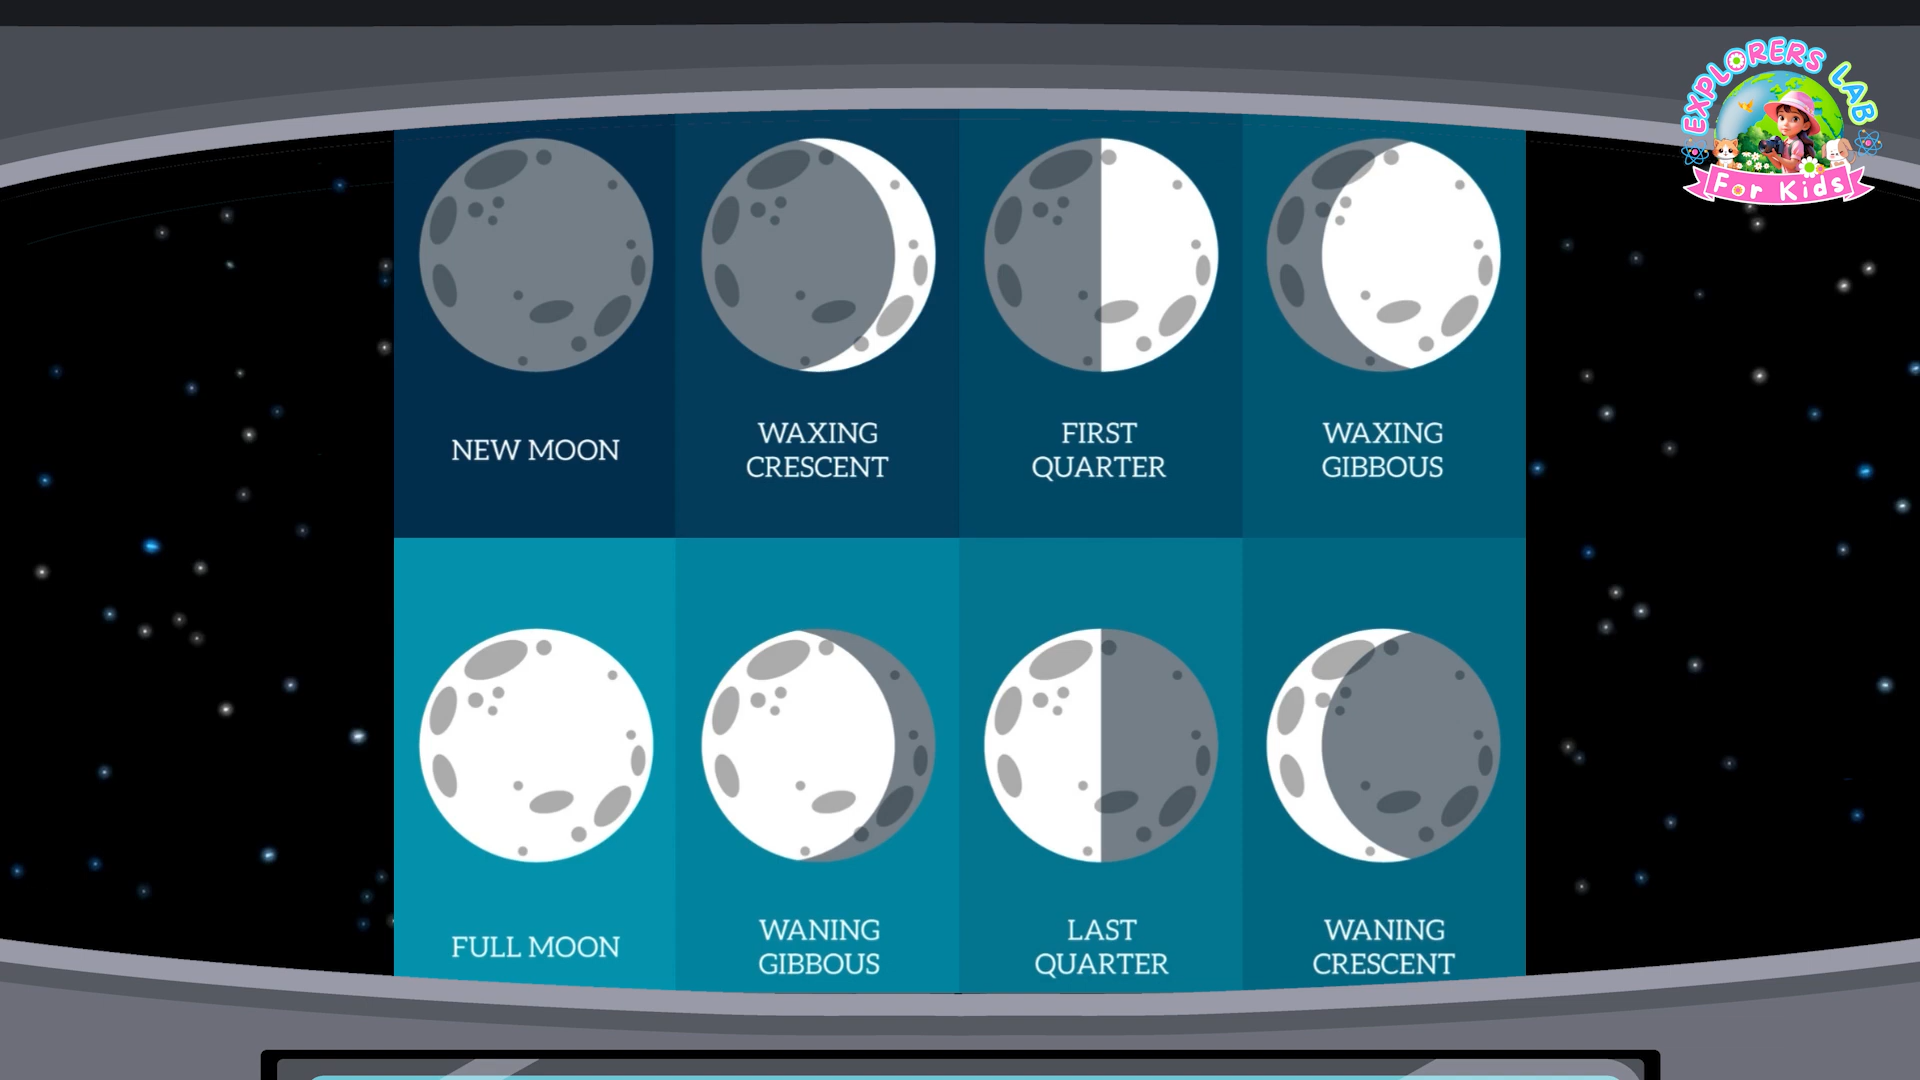 EXPLORERS LAB
For Kids
NEW MOON
WAXING
CRESCENT
FIRST
QUARTER
WAXING
GIBBOUS
FULL MOON
WANING
GIBBOUS
LAST
QUARTER
WANING
CRESCENT